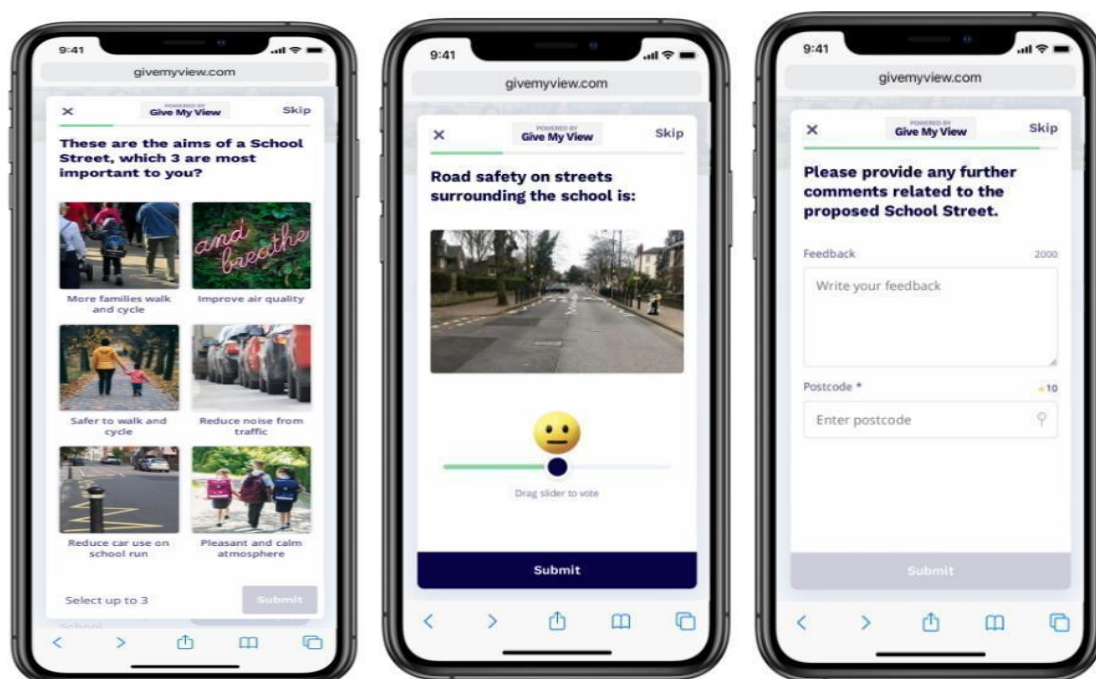 9:41
givemyview.com
POWERED BY
Give My View
Skip
These are the aims of a School
Street, which 3 are most
important to you?
and
breathe
More families walk
and cycle
Improve air quality
Safer to walk and
cycle
Reduce noise from
traffic
Reduce car use on
school run
Pleasant and calm
atmosphere
Select up to 3
Submit
School
9:41
givemyview.com
POWERED BY
Give My View
Skip
Road safety on streets
surrounding the school is:
Drag slider to vote
Submit
9:41
givemyview.com
POWERED BY
Give My View
Skip
Please provide any further
comments related to the
proposed School Street.
Feedback
2000
Write your feedback
Postcode *
10
Enter postcode
Submit